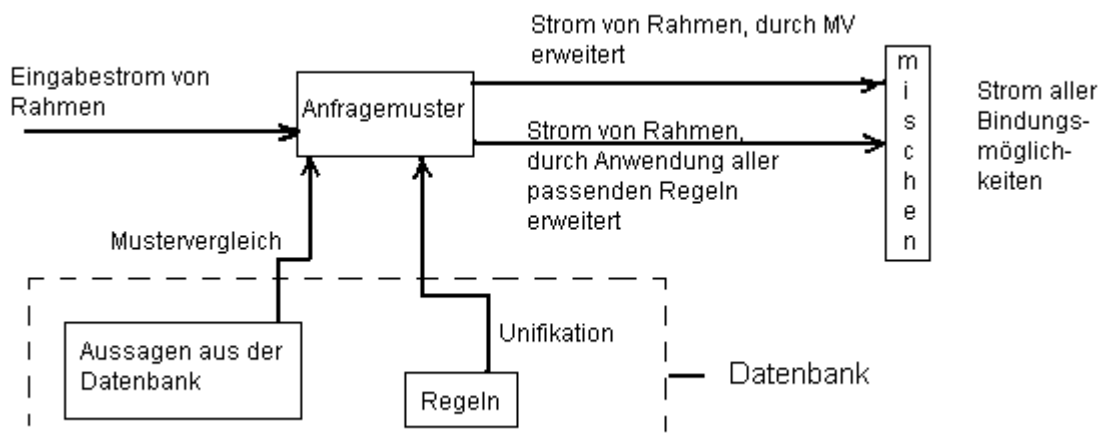 Eingabestrom von
Rahmen
Anfragemuster
Strom von Rahmen, durch MV
erweitert
Strom von Rahmen,
durch Anwendung aller
passenden Regeln
erweitert
mischen
Strom aller
Bindungs-
möglich-
keiten
Mustervergleich
Unifikation
Aussagen aus der
Datenbank
Regeln
Datenbank